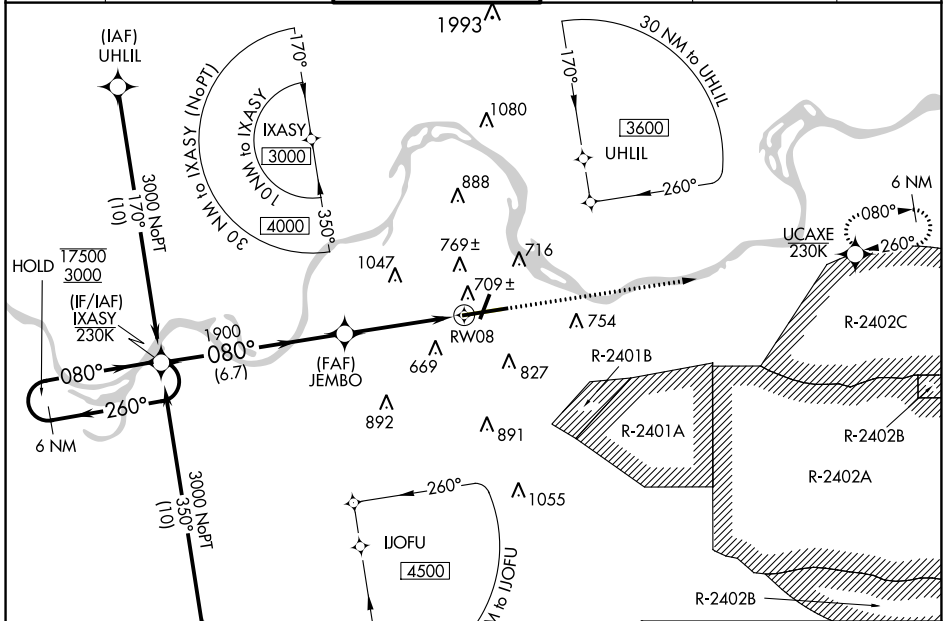 1993
(IAF)
UHLIL
30 NM to IXASY (NoPT)
10NM to IXASY
170°
IXASY
3000
4000
350°
30 NM to UHLIL
170°
3600
UHLIL
260°
1080
888
769±
716
1047
709±
3000 NoPT
170°
(10)
6 NM
080°
260°
UCAXE
230K
HOLD
17500
3000
(IF/IAF)
IXASY
230K
1900
080°
(6.7)
RW08
754
R-2402C
080°
260°
6 NM
(FAF)
JEMBO
669
827
R-2401B
892
891
R-2401A
R-2402B
R-2402A
3000 NoPT
350°
(10)
260°
1055
IJOFU
4500
M to IJOFU
R-2402B